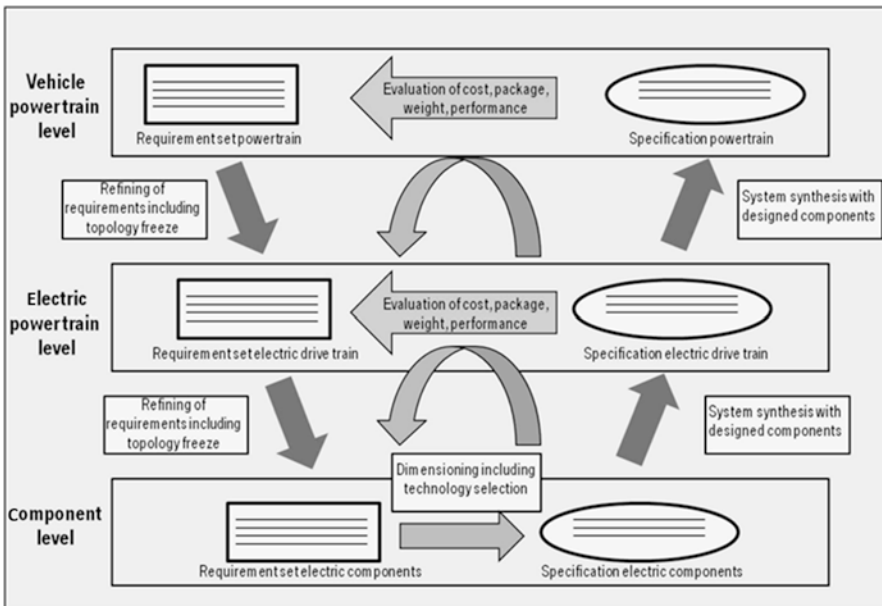 Vehicle
powertrain
level
Evaluation of cost, package,
weight, performance
Requirement set powertrain
Specification powertrain
Refining of
requirements including
topology freeze
System synthesis with
designed components
Electric
powertrain
level
Evaluation of cost, package,
weight, performance
Requirement set electric drive train
Specification electric drive train
Refining of
requirements including
topology freeze
System synthesis with
designed components
Dimensioning including
technology selection
Component
level
Requirement set electric components
Specification electric components